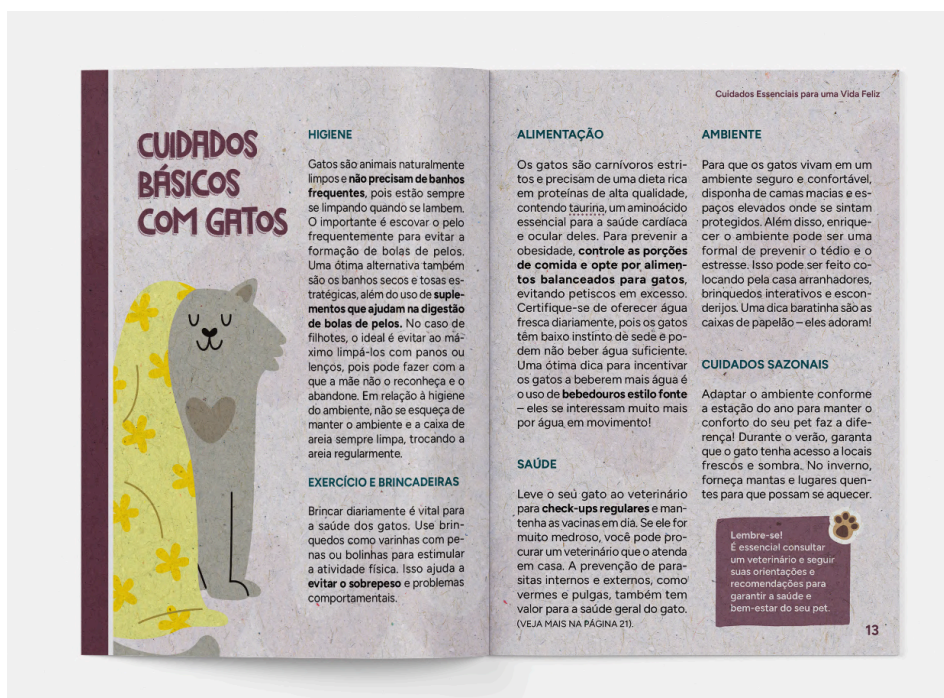 CUIDADOS
BÁSICOS
COM GATOS
HIGIENE
Gatos são animais naturalmente
limpos e não precisam de banhos
frequentes, pois estão sempre
se limpando quando se lambem.
O importante é escovar o pelo
frequentemente para evitar a
formação de bolas de pelos.
Uma ótima alternativa também
são os banhos secos e tosas es-
tratégicas, além do uso de suple-
mentos que ajudam na digestão
de bolas de pelos. No caso de
filhotes, o ideal é evitar ao má-
ximo limpá-los com panos ou
lenços, pois pode fazer com a
que a mãe não o reconheça e o
abandone. Em relação à higiene
do ambiente, não se esqueça de
manter o ambiente e a caixa de
areia sempre limpa, trocando a
areia regularmente.
EXERCÍCIO E BRINCADEIRAS
Brincar diariamente é vital para
a saúde dos gatos. Use brin-
quedos como varinhas com pe-
nas ou bolinhas para estimular
a atividade física. Isso ajuda a
evitar o sobrepeso e problemas
comportamentais.
Cuidados Essenciais para uma Vida Feliz
ALIMENTAÇÃO
Os gatos são carnívoros estri-
tos e precisam de uma dieta rica
em proteínas de alta qualidade,
contendo taurina, um aminoácido
essencial para a saúde cardíaca
e ocular deles. Para prevenir a
obesidade, controle as porções
de comida e opte por alimen-
tos balanceados para gatos,
evitando petiscos em excesso.
Certifique-se de oferecer água
fresca diariamente, pois os gatos
têm baixo instinto de sede e po-
dem não beber água suficiente.
Uma ótima dica para incentivar
os gatos a beberem mais água é
o uso de bebedouros estilo fonte
– eles se interessam muito mais
por água em movimento!
SAÚDE
Leve o seu gato ao veterinário
para check-ups regulares e man-
tenha as vacinas em dia. Se ele for
muito medroso, você pode pro-
curar um veterinário que o atenda
em casa. A prevenção de para-
sitas internos e externos, como
vermes e pulgas, também tem
valor para a saúde geral do gato.
(VEJA MAIS NA PÁGINA 21).
AMBIENTE
Para que os gatos vivam em um
ambiente seguro e confortável,
disponha de camas macias e es-
paços elevados onde se sintam
protegidos. Além disso, enrique-
cer o ambiente pode ser uma
formal de prevenir o tédio e o
estresse. Isso pode ser feito co-
locando pela casa arranhadores,
brinquedos interativos e escon-
derijos. Uma dica baratinha são as
caixas de papelão – eles adoram!
CUIDADOS SAZONAIS
Adaptar o ambiente conforme
a estação do ano para manter o
conforto do seu pet faz a dife-
rença! Durante o verão, garanta
que o gato tenha acesso a locais
frescos e sombra. No inverno,
forneça mantas e lugares quen-
tes para que possam se aquecer.
Lembre-se!
É essencial consultar
um veterinário e seguir
suas orientações e
recomendações para
garantir a saúde e
bem-estar do seu pet.
13